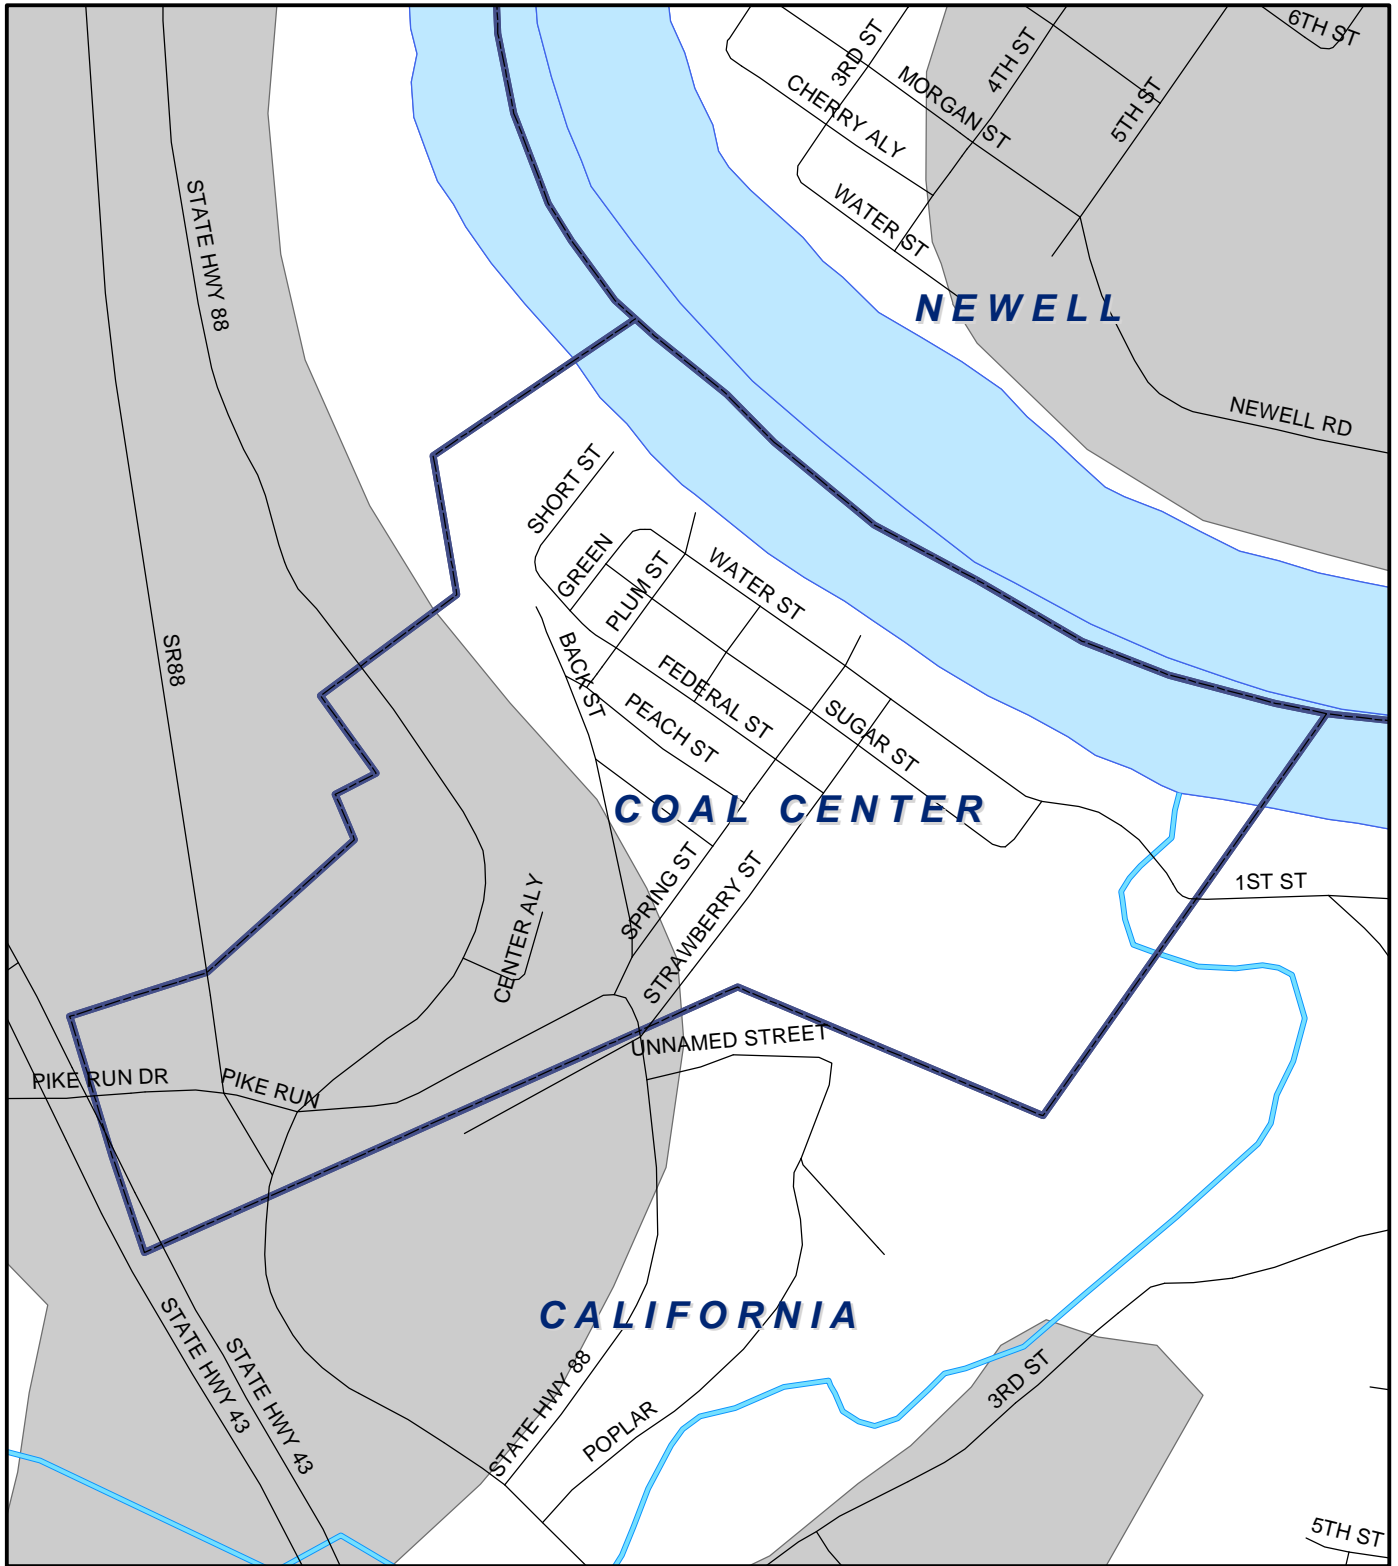 6TH ST
3RD ST
4TH ST
MORGAN ST
CHERRY ALY
5TH ST
WATER ST
STATE HWY 88
NEWELL
NEWELL RD
SHORT ST
GREEN
PLUM ST
WATER ST
SR88
BACK ST
FEDERAL ST
PEACH ST
SUGAR ST
COAL CENTER
SPRING ST
STRAWBERRY ST
1ST ST
CENTER ALY
UNNAMED STREET
PIKE RUN DR
PIKE RUN
CALIFORNIA
STATE HWY 43
STATE HWY 43
STATE HWY 88
POPLAR
3RD ST
5TH ST